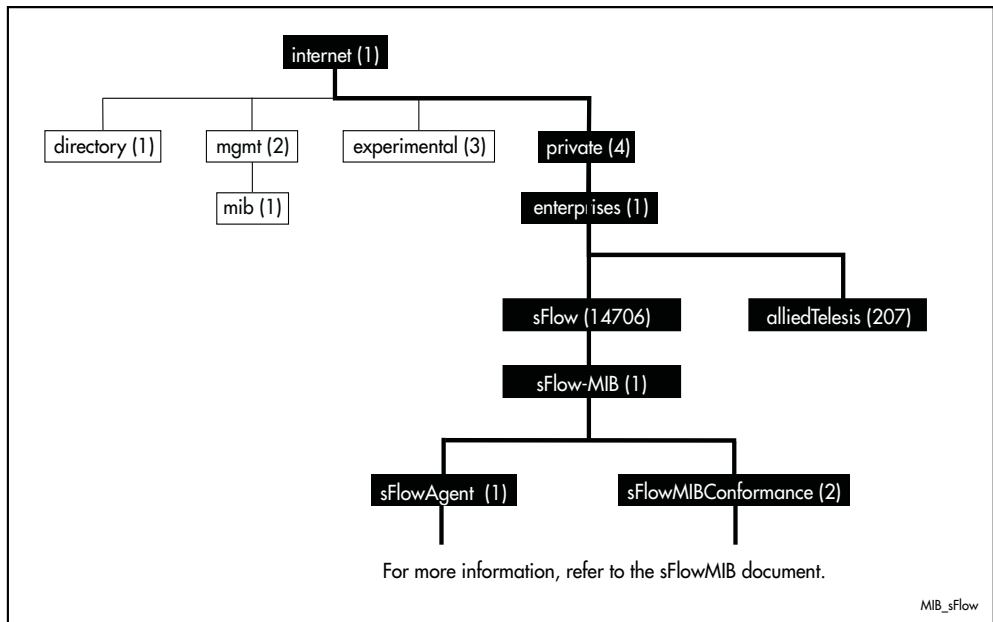 internet (1)
directory (1)
mgmt (2)
experimental (3)
private (4)
mib (1)
enterprises (1)
sFlow (14706)
alliedTelesis (207)
sFlow-MIB (1)
sFlowAgent (1)
sFlowMIBConformance (2)
For more information, refer to the sFlowMIB document.
MIB_sFlow